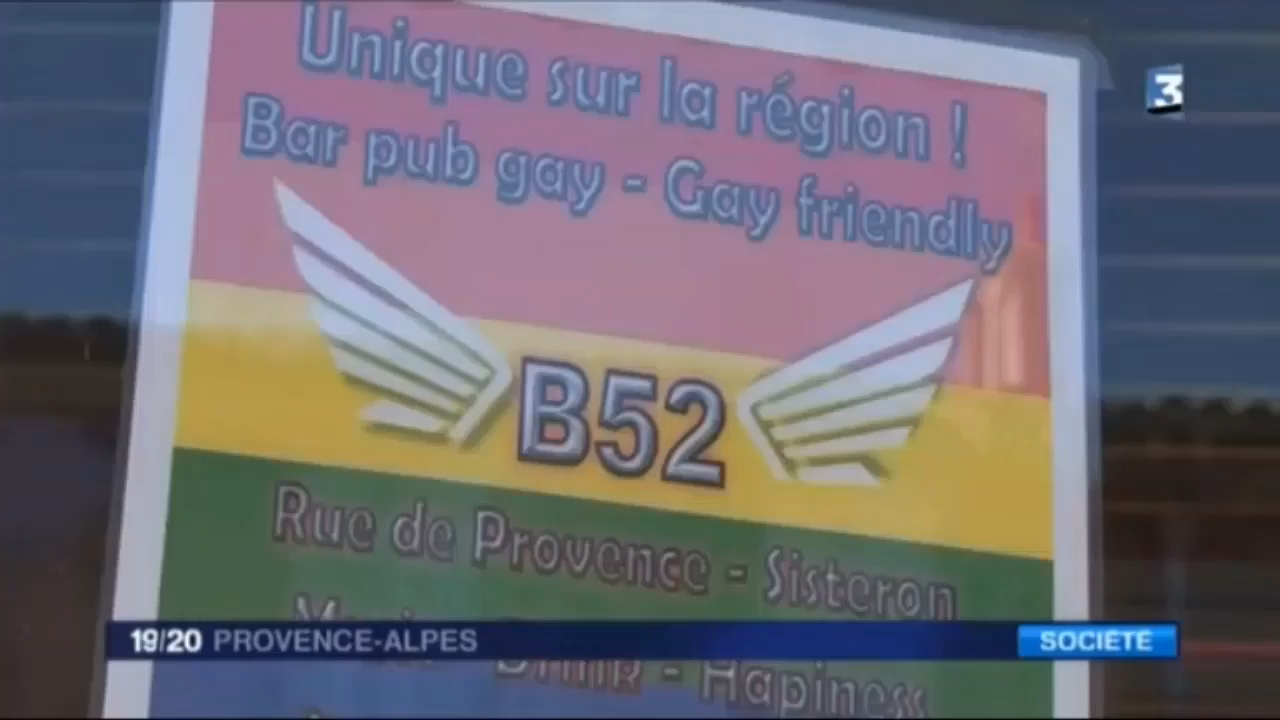 Unique sur la région !
Bar pub gay - Gay friendly
B52
Rue de Provence - Sisteron
- Hapiness
19/20 PROVENCE-ALPES
SOCIÉTÉ
3